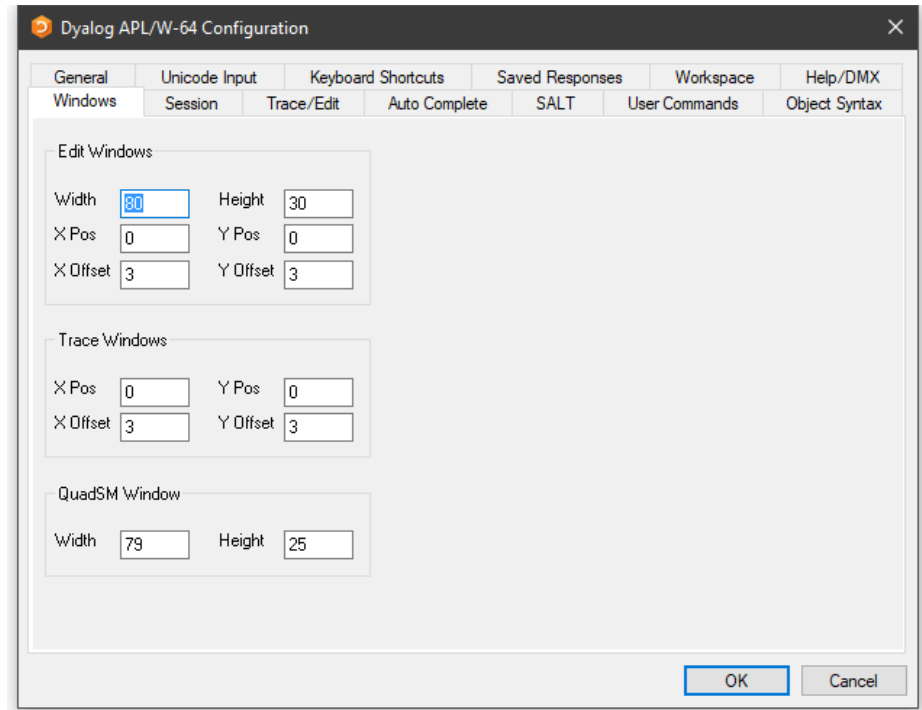 Dyalog APL/W-64 Configuration
General Unicode Input Keyboard Shortcuts Saved Responses Workspace Help/DMX
Windows Session Trace/Edit Auto Complete SALT User Commands Object Syntax
Edit Windows
Width 80 Height 30
X Pos 0 Y Pos 0
X Offset 3 Y Offset 3
Trace Windows
X Pos 0 Y Pos 0
X Offset 3 Y Offset 3
QuadSM Window
Width 79 Height 25
OK Cancel